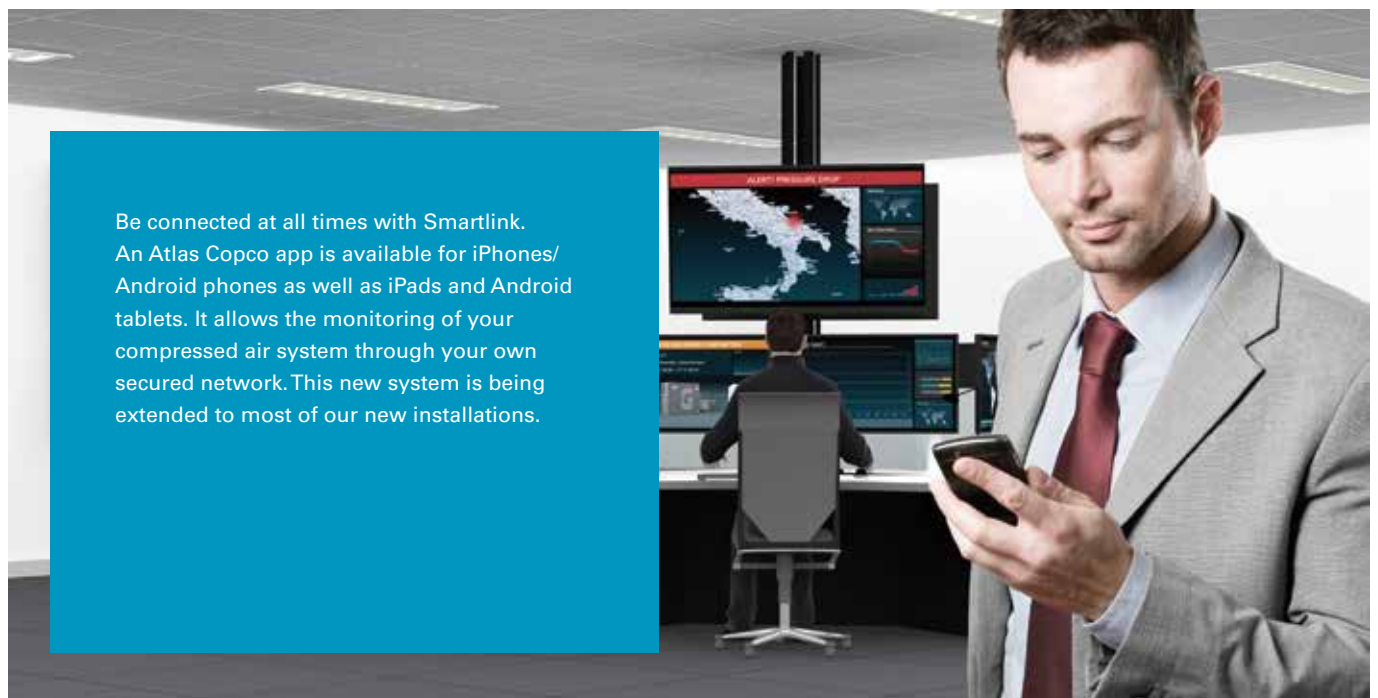 Be connected at all times with Smartlink.
An Atlas Copco app is available for iPhones/
Android phones as well as iPads and Android
tablets. It allows the monitoring of your
compressed air system through your own
secured network. This new system is being
extended to most of our new installations.
ALERT! PRESSURE DROP